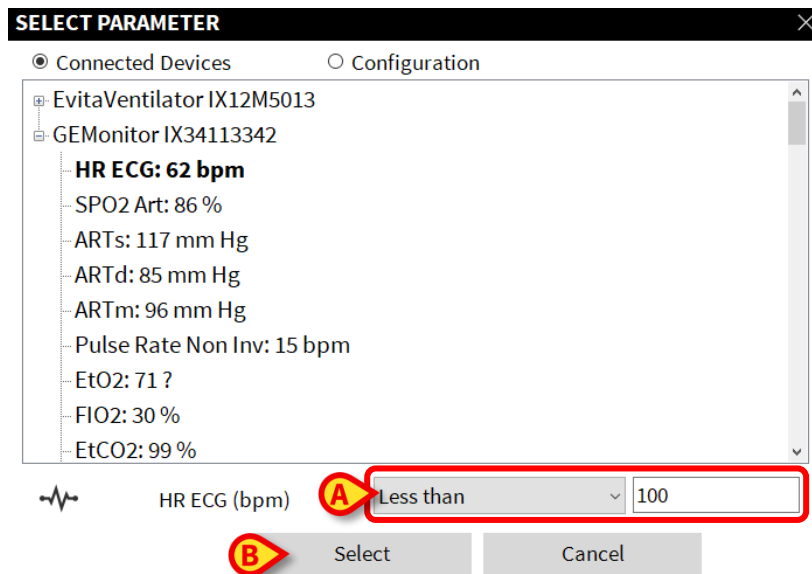 SELECT PARAMETER
Connected Devices Configuration
EvitaVentilator IX12M5013
GEMonitor IX34113342
HR ECG: 62 bpm
SPO2 Art: 86 %
ARTs: 117 mm Hg
ARTd: 85 mm Hg
ARTm: 96 mm Hg
Pulse Rate Non Inv: 15 bpm
EtO2: 71 ?
FIO2: 30 %
EtCO2: 99 %
HR ECG (bpm) A Less than 100
B Select Cancel